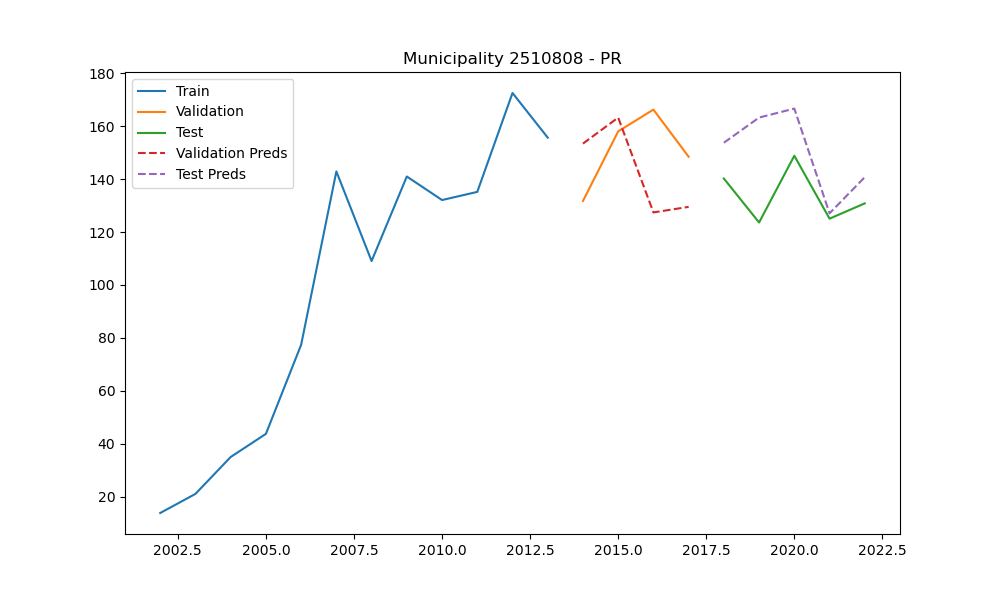 Municipality 2510808 - PR
Train
Validation
Test
Validation Preds
Test Preds
180
160
140
120
100
80
60
40
20
2002.5 2005.0 2007.5 2010.0 2012.5 2015.0 2017.5 2020.0 2022.5